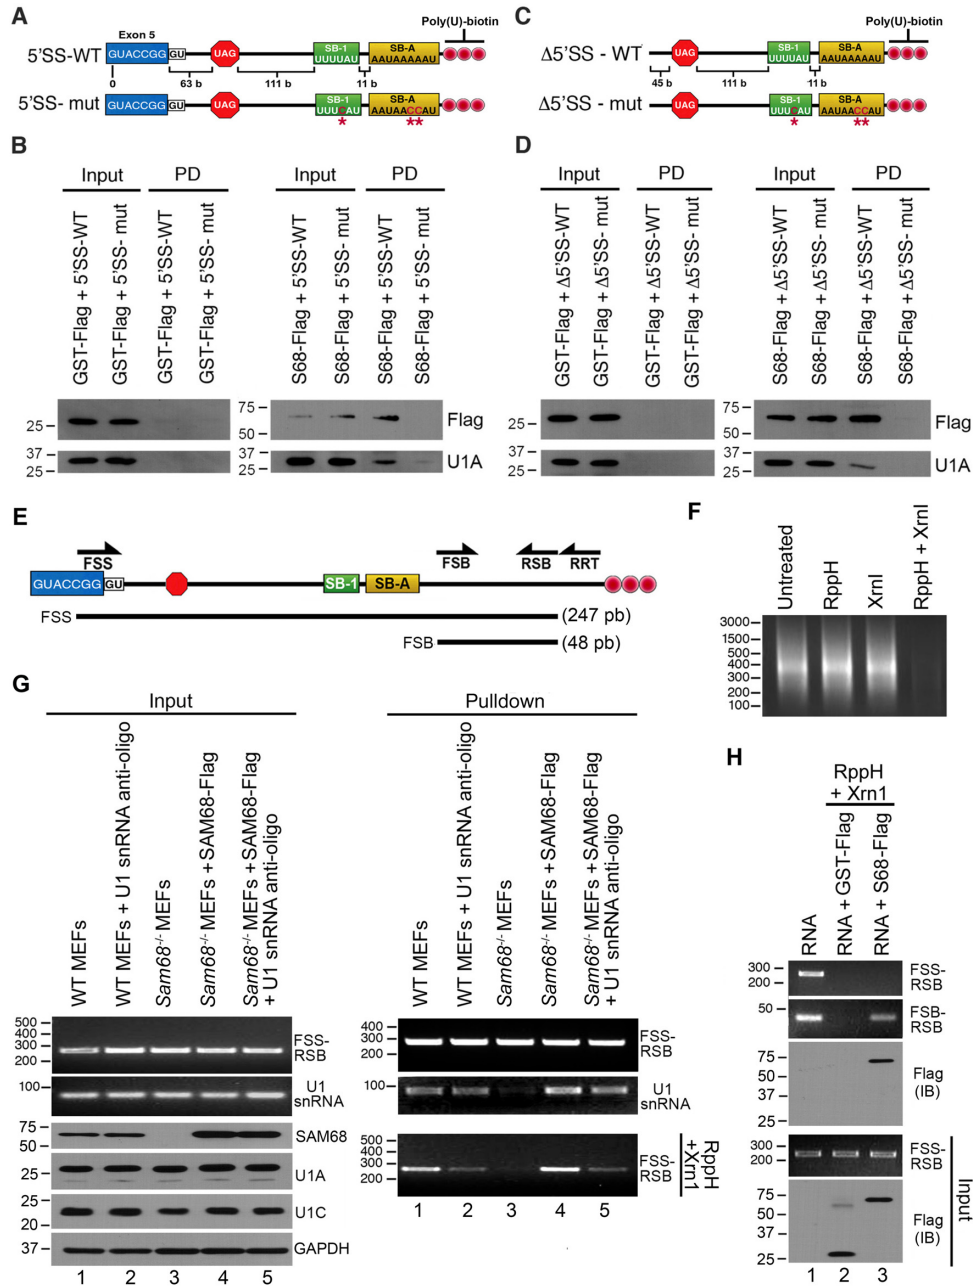 A
Exon 5
Poly(U)-biotin
5'SS-WT
GUACCGG
GU
UAG
SB-1
UUUUAU
SB-A
AAUAAAAAU
0
63 b
111 b
11 b
5'SS- mut
GUACCGG
GU
UAG
SB-1
UUUCAU
SB-A
AAUAACCAU
*
**
C
Poly(U)-biotin
Δ5'SS - WT
UAG
SB-1
UUUUAU
SB-A
AAUAAAAAU
45 b
111 b
11 b
Δ5'SS - mut
UAG
SB-1
UUUCAU
SB-A
AAUAACCAU
*
**
B
Input
PD
Input
PD
GST-Flag + 5'SS-WT
GST-Flag + 5'SS- mut
GST-Flag + 5'SS-WT
GST-Flag + 5'SS- mut
S68-Flag + 5'SS-WT
S68-Flag + 5'SS- mut
S68-Flag + 5'SS-WT
S68-Flag + 5'SS- mut
25
75
50
Flag
37
25
37
25
U1A
D
Input
PD
Input
PD
GST-Flag + Δ5'SS-WT
GST-Flag + Δ5'SS- mut
GST-Flag + Δ5'SS-WT
GST-Flag + Δ5'SS- mut
S68-Flag + Δ5'SS-WT
S68-Flag + Δ5'SS- mut
S68-Flag + Δ5'SS-WT
S68-Flag + Δ5'SS- mut
25
75
50
Flag
37
25
37
25
U1A
E
FSS
FSB
RSB
RRT
GUACCGG
GU
SB-1
SB-A
FSS
(247 pb)
FSB
(48 pb)
F
Untreated
RppH
XrnI
RppH + XrnI
3000
1500
500
400
300
200
100
G
Input
WT MEFs
WT MEFs + U1 snRNA anti-oligo
Sam68-/- MEFs
Sam68-/- MEFs +SAM68-Flag
Sam68-/- MEFs +SAM68-Flag
+ U1 snRNA anti-oligo
500
400
300
200
FSS-
RSB
100
U1
snRNA
75
50
SAM68
25
U1A
25
20
U1C
37
GAPDH
1 2 3 4 5
Pulldown
WT MEFs
WT MEFs + U1 snRNA anti-oligo
Sam68-/- MEFs
Sam68-/- MEFs +SAM68-Flag
Sam68-/- MEFs +SAM68-Flag
+ U1 snRNA anti-oligo
400
300
200
FSS-
RSB
100
U1
snRNA
500
400
300
200
FSS-
RSB
RppH
+Xrn1
1 2 3 4 5
H
RppH
+ Xrn1
RNA
RNA + GST-Flag
RNA + S68-Flag
300
200
FSS-
RSB
50
FSB-
RSB
75
50
37
25
Flag
(IB)
300
200
FSS-
RSB
75
50
37
25
Flag
(IB)
Input
1 2 3